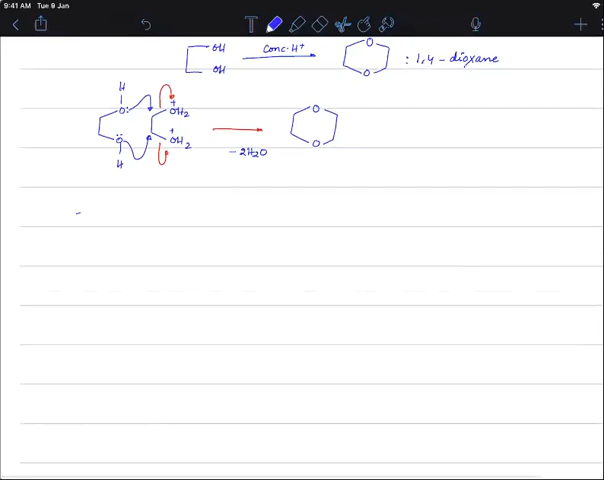 9:41 AM Tue 9 Jan
OH
OH
Conc. H+
O
O
: 1,4 - dioxane
H
O:
+
OH2
Ö
+
OH2
H
- 2H2O
O
O